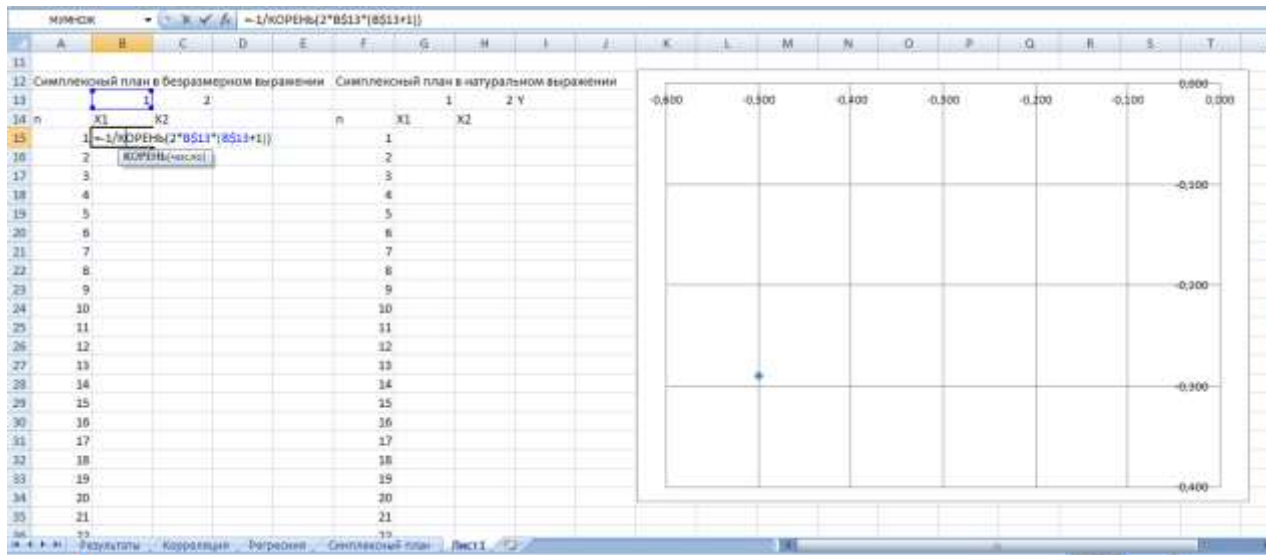 МУМНОЖ =-1/КОРЕНЬ(2*B$13*(B$13+1))
A B C D E F G H I J K L M N O P Q R S T
11
12 Симплексный план в безразмерном выражении Симплексный план в натуральном выражении
13 1 2 1 2 Y
14 n X1 X2 n X1 X2
15 1 =-1/КОРЕНЬ(2*B$13*(B$13+1)) 1
16 2 КОРЕНЬ(число) 2
17 3 3
18 4 4
19 5 5
20 6 6
21 7 7
22 8 8
23 9 9
24 10 10
25 11 11
26 12 12
27 13 13
28 14 14
29 15 15
30 16 16
31 17 17
32 18 18
33 19 19
34 20 20
35 21 21
36 22 22
-0,600 -0,500 -0,400 -0,300 -0,200 -0,100 0,000
0,000
-0,100
-0,200
-0,300
-0,400
Результаты Корреляция Регрессия Симплексный план Лист1